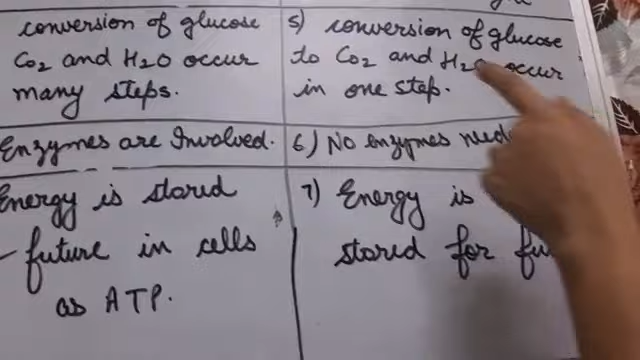 conversion of glucose
Co2 and H2O occur
many steps.
Enzymes are Involved.
Energy is stored
future in cells
as ATP.
5) conversion of glucose
to Co2 and H2O occur
in one step.
6) No enzymes
7) Energy is
stored for